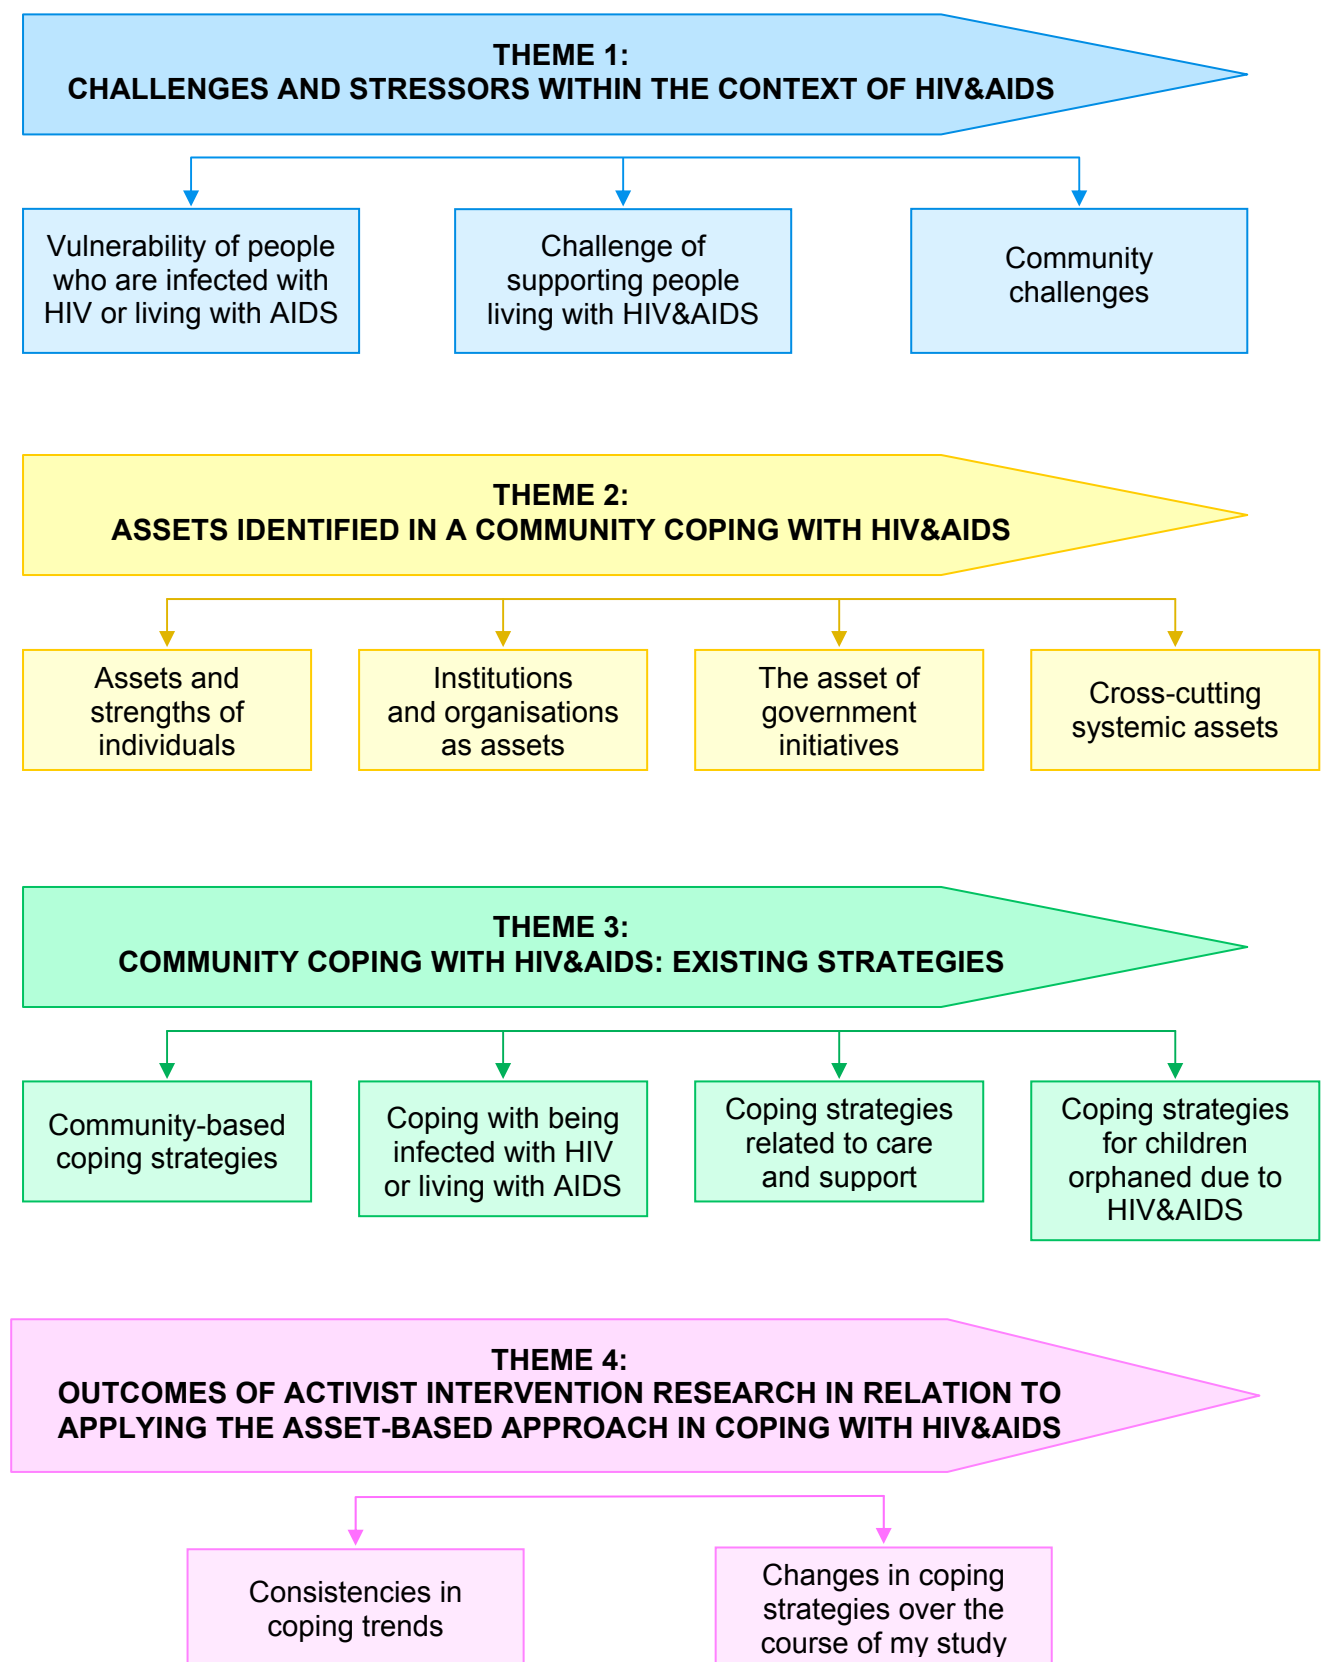 THEME 1:
CHALLENGES AND STRESSORS WITHIN THE CONTEXT OF HIV&AIDS
Vulnerability of people
who are infected with
HIV or living with AIDS
Challenge of
supporting people
living with HIV&AIDS
Community
challenges
THEME 2:
ASSETS IDENTIFIED IN A COMMUNITY COPING WITH HIV&AIDS
Assets and
strengths of
individuals
Institutions
and organisations
as assets
The asset of
government
initiatives
Cross-cutting
systemic assets
THEME 3:
COMMUNITY COPING WITH HIV&AIDS: EXISTING STRATEGIES
Community-based
coping strategies
Coping with being
infected with HIV
or living with AIDS
Coping strategies
related to care
and support
Coping strategies
for children
orphaned due to
HIV&AIDS
THEME 4:
OUTCOMES OF ACTIVIST INTERVENTION RESEARCH IN RELATION TO
APPLYING THE ASSET-BASED APPROACH IN COPING WITH HIV&AIDS
Consistencies in
coping trends
Changes in coping
strategies over the
course of my study